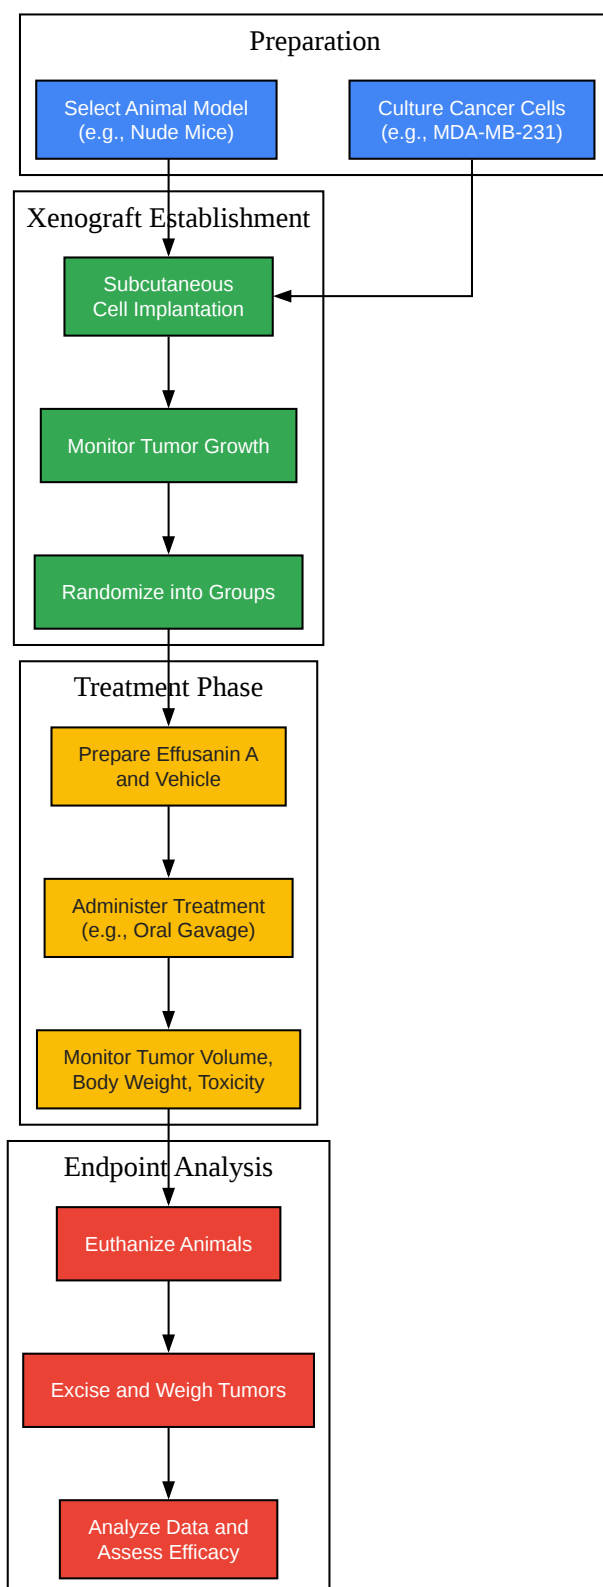 Preparation
Select Animal Model
(e.g., Nude Mice)
Culture Cancer Cells
(e.g., MDA-MB-231)
Xenograft Establishment
Subcutaneous
Cell Implantation
Monitor Tumor Growth
Randomize into Groups
Treatment Phase
Prepare Effusanin A
and Vehicle
Administer Treatment
(e.g., Oral Gavage)
Monitor Tumor Volume,
Body Weight, Toxicity
Endpoint Analysis
Euthanize Animals
Excise and Weigh Tumors
Analyze Data and
Assess Efficacy